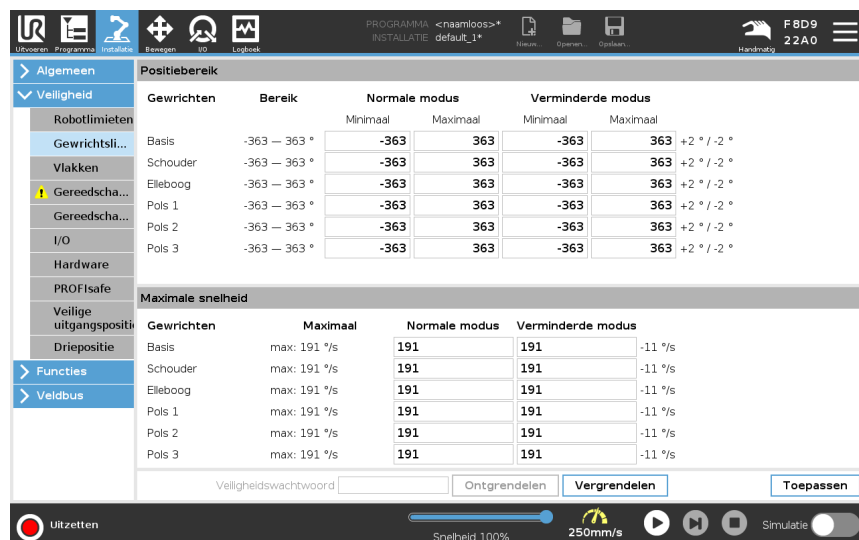 PROGRAMMA <naamloos>*
INSTALLATIE default_1*
Uitvoeren Programma Installatie Bewegen I/O Logboek Nieuw... Openen... Opslaan... Handmatig
F8D9
22A0
Algemeen
Veiligheid
Robotlimieten
Gewrichtsli...
Vlakken
Gereedscha...
Gereedscha...
I/O
Hardware
PROFIsafe
Veilige
uitgangspositi
Driepositie
Functies
Veldbus
Positiebereik
Gewrichten Bereik Normale modus Verminderde modus
Minimaal Maximaal Minimaal Maximaal
Basis -363 — 363 ° -363 363 -363 363 +2 ° / -2 °
Schouder -363 — 363 ° -363 363 -363 363 +2 ° / -2 °
Elleboog -363 — 363 ° -363 363 -363 363 +2 ° / -2 °
Pols 1 -363 — 363 ° -363 363 -363 363 +2 ° / -2 °
Pols 2 -363 — 363 ° -363 363 -363 363 +2 ° / -2 °
Pols 3 -363 — 363 ° -363 363 -363 363 +2 ° / -2 °
Maximale snelheid
Gewrichten Maximaal Normale modus Verminderde modus
Basis max: 191 °/s 191 191 -11 °/s
Schouder max: 191 °/s 191 191 -11 °/s
Elleboog max: 191 °/s 191 191 -11 °/s
Pols 1 max: 191 °/s 191 191 -11 °/s
Pols 2 max: 191 °/s 191 191 -11 °/s
Pols 3 max: 191 °/s 191 191 -11 °/s
Veiligheidswachtwoord Ontgrendelen Vergrendelen Toepassen
Uitzetten
Snelheid 100%
250mm/s
Simulatie